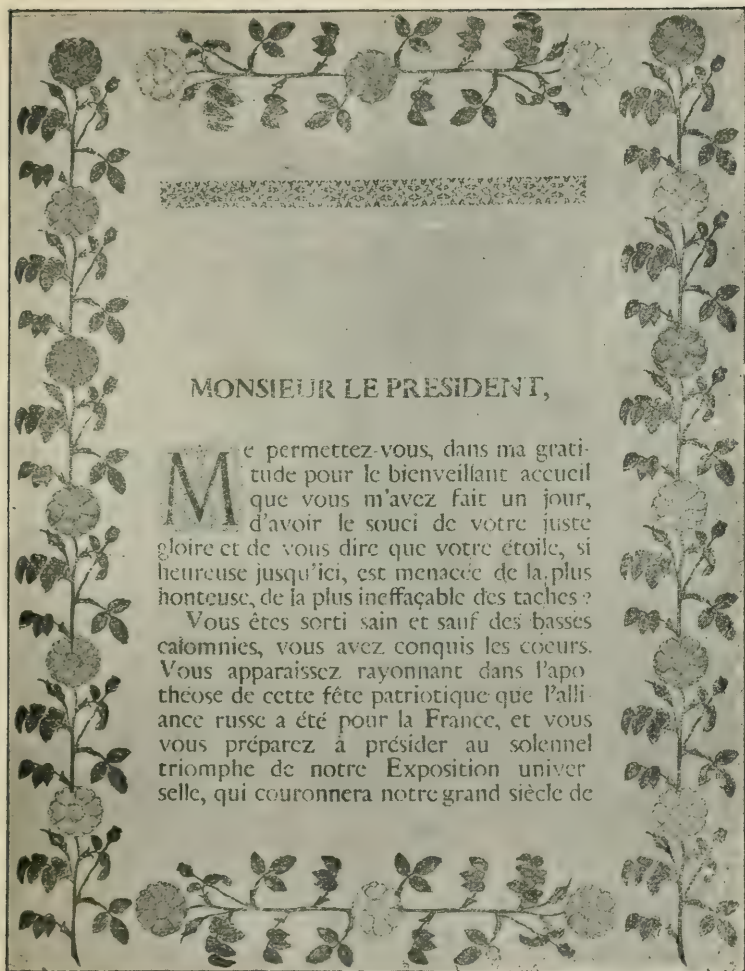 MONSIEUR LE PRESIDENT,
Me permettez-vous, dans ma grati-
tude pour le bienveillant accueil
que vous m'avez fait un jour,
d'avoir le souci de votre juste
gloire et de vous dire que votre étoile, si
heureuse jusqu'ici, est menacée de la plus
honteuse, de la plus ineffaçable des taches ?
Vous êtes sorti sain et sauf des basses
calomnies, vous avez conquis les coeurs.
Vous apparaissez rayonnant dans l'apo
théose de cette fête patriotique que l'alli-
ance russe a été pour la France, et vous
vous préparez à présider au solennel
triomphe de notre Exposition univer
selle, qui couronnera notre grand siècle de